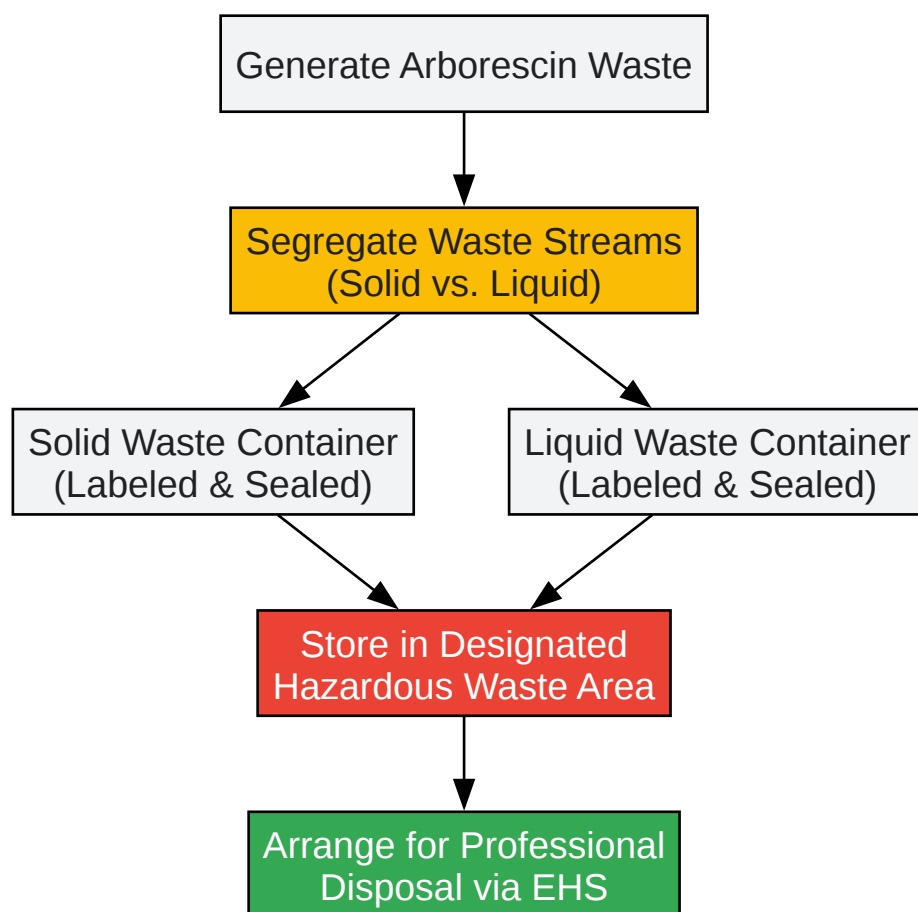 Generate Arborescin Waste
Segregate Waste Streams
(Solid vs. Liquid)
Solid Waste Container
(Labeled & Sealed)
Liquid Waste Container
(Labeled & Sealed)
Store in Designated
Hazardous Waste Area
Arrange for Professional
Disposal via EHS